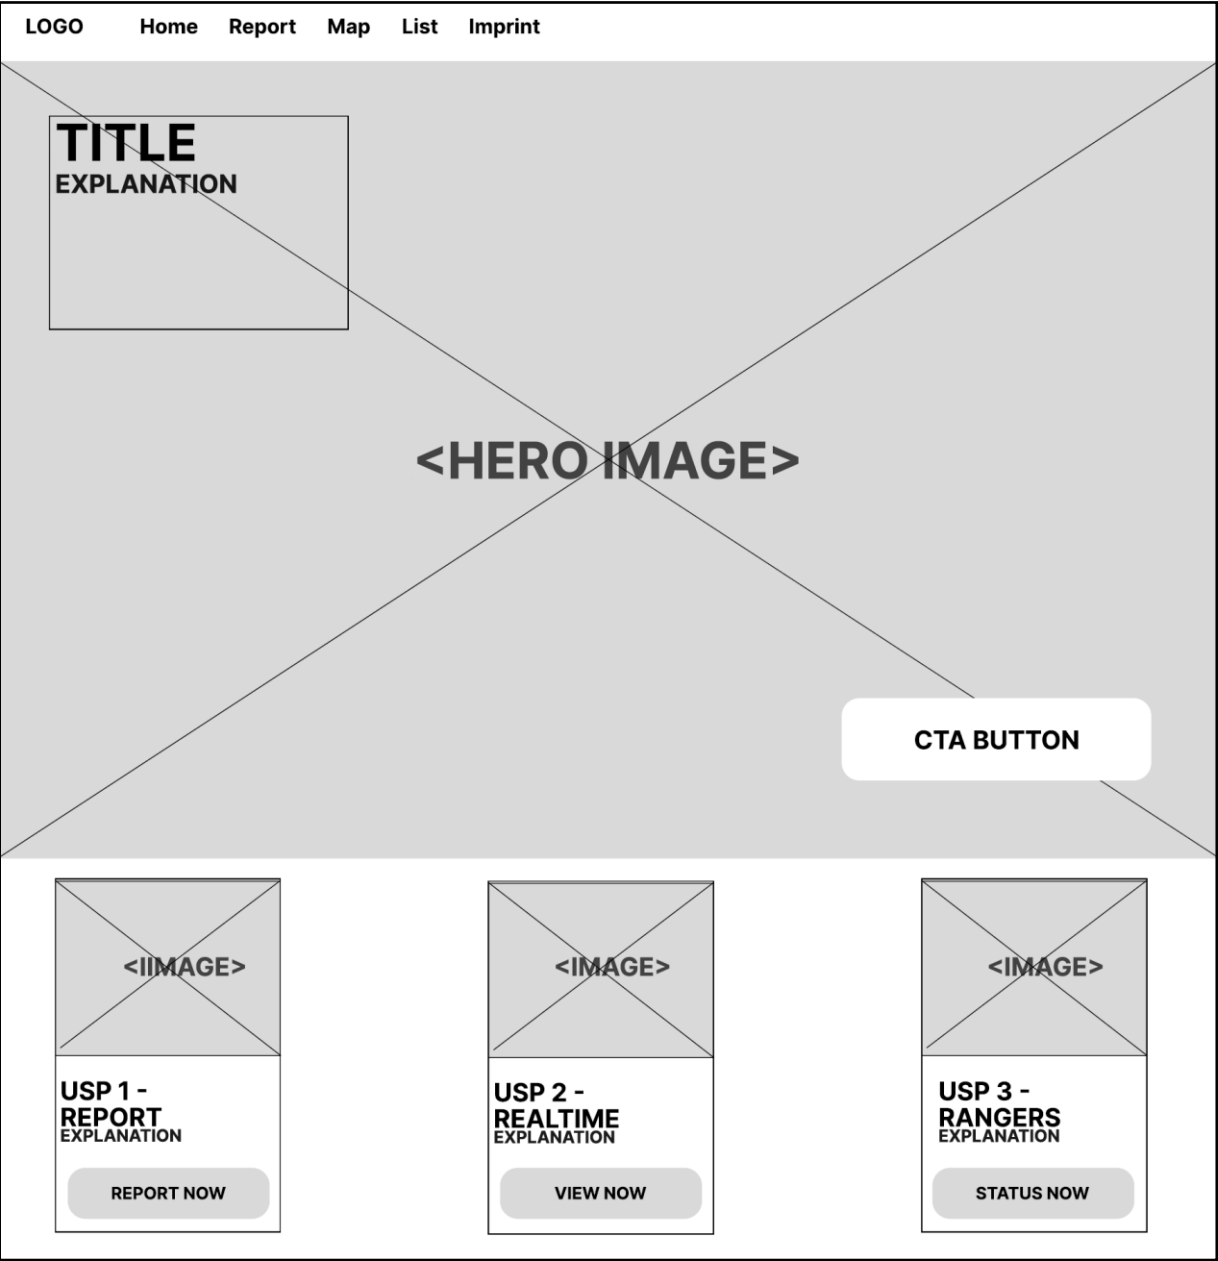 LOGO Home Report Map List Imprint
TITLE
EXPLANATION
<HERO IMAGE>
CTA BUTTON
<IIMAGE>
USP 1 -
REPORT
EXPLANATION
REPORT NOW
<IMAGE>
USP 2 -
REALTIME
EXPLANATION
VIEW NOW
<IMAGE>
USP 3 -
RANGERS
EXPLANATION
STATUS NOW